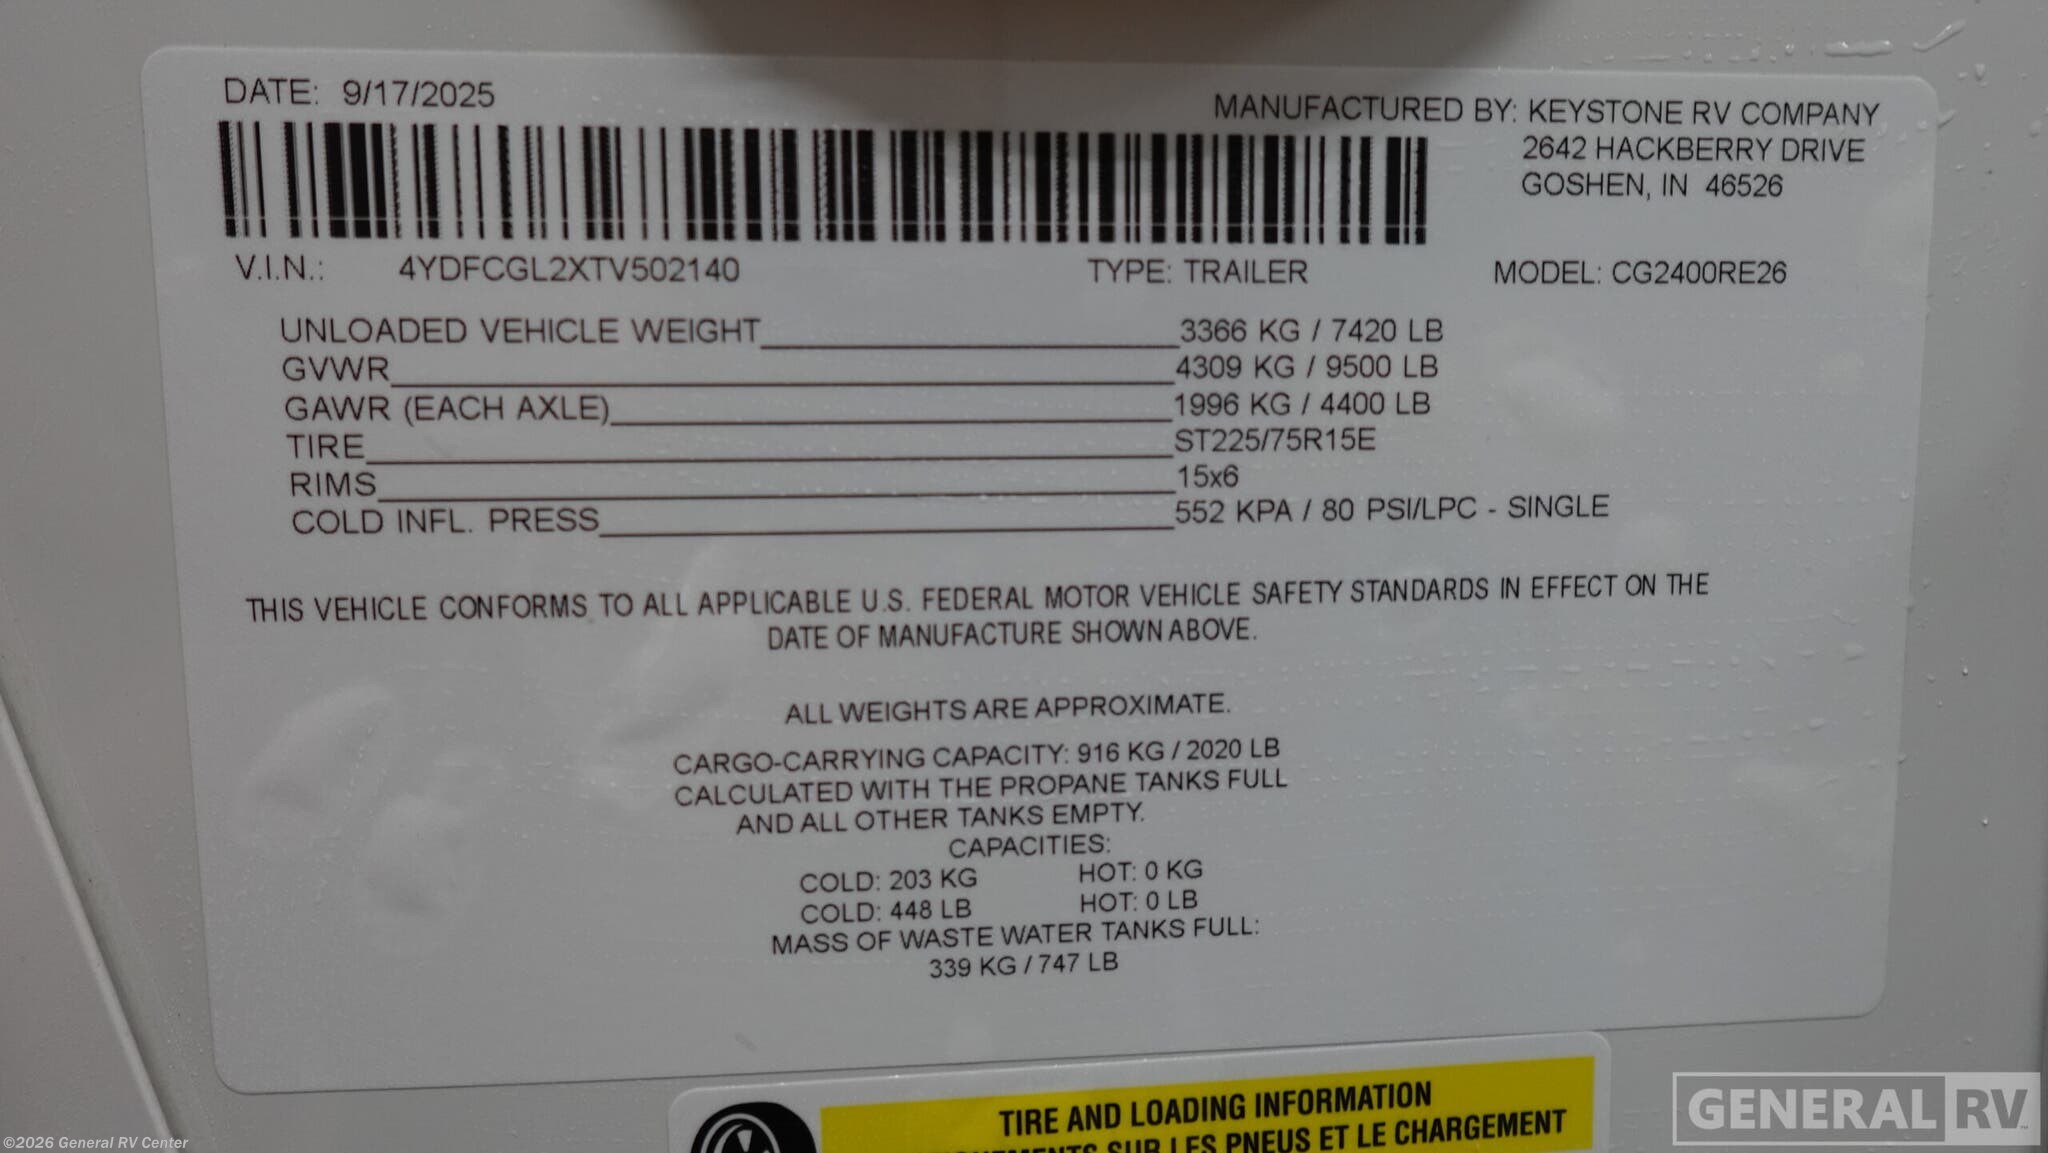 DATE: 9/17/2025
MANUFACTURED BY: KEYSTONE RV COMPANY
2642 HACKBERRY DRIVE
GOSHEN, IN 46526
V.I.N.: 4YDFCGL2XTV502140 TYPE: TRAILER MODEL: CG2400RE26
UNLOADED VEHICLE WEIGHT 3366 KG / 7420 LB
GVWR 4309 KG / 9500 LB
GAWR (EACH AXLE) 1996 KG / 4400 LB
TIRE ST225/75R15E
RIMS 15x6
COLD INFL. PRESS 552 KPA / 80 PSI/LPC - SINGLE
THIS VEHICLE CONFORMS TO ALL APPLICABLE U.S. FEDERAL MOTOR VEHICLE SAFETY STANDARDS IN EFFECT ON THE
DATE OF MANUFACTURE SHOWN ABOVE.
ALL WEIGHTS ARE APPROXIMATE.
CARGO-CARRYING CAPACITY: 916 KG / 2020 LB
CALCULATED WITH THE PROPANE TANKS FULL
AND ALL OTHER TANKS EMPTY.
CAPACITIES:
COLD: 203 KG HOT: 0 KG
COLD: 448 LB HOT: 0 LB
MASS OF WASTE WATER TANKS FULL:
339 KG / 747 LB
TIRE AND LOADING INFORMATION
SUR LES PNEUS ET LE CHARGEMENT
GENERAL RV
©2026 General RV Center